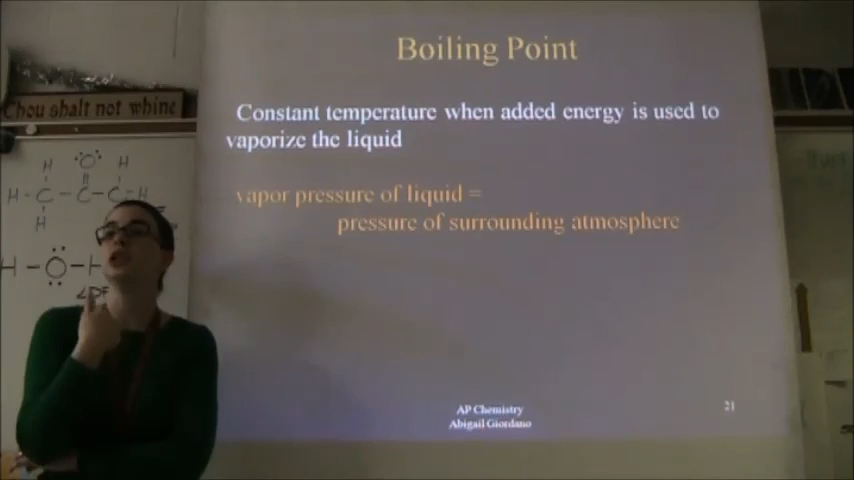 Boiling Point
Constant temperature when added energy is used to
vaporize the liquid
vapor pressure of liquid =
pressure of surrounding atmosphere
AP Chemistry
Abigail Giordano
21
Thou shalt not whine
H :O: H
H - C - C - C - H
H
H - O - H